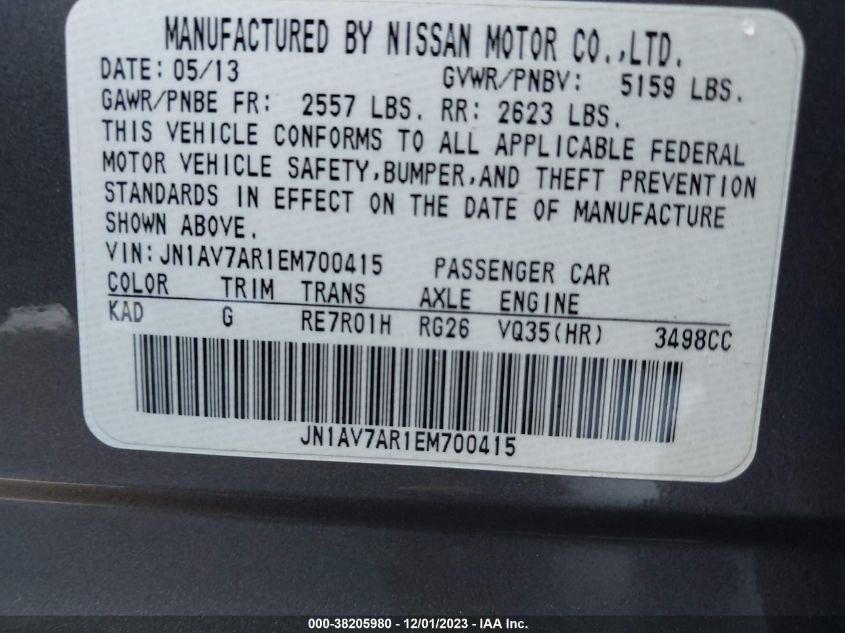 MANUFACTURED BY NISSAN MOTOR CO.,LTD.
DATE: 05/13 GVWR/PNBV: 5159 LBS.
GAWR/PNBE FR: 2557 LBS. RR: 2623 LBS.
THIS VEHICLE CONFORMS TO ALL APPLICABLE FEDERAL
MOTOR VEHICLE SAFETY,BUMPER,AND THEFT PREVENTION
STANDARDS IN EFFECT ON THE DATE OF MANUFACTURE
SHOWN ABOVE.
VIN:JN1AV7AR1EM700415 PASSENGER CAR
COLOR TRIM TRANS AXLE ENGINE
KAD G RE7R01H RG26 VQ35(HR) 3498CC
JN1AV7AR1EM700415
000-38205980 - 12/01/2023 - IAA Inc.